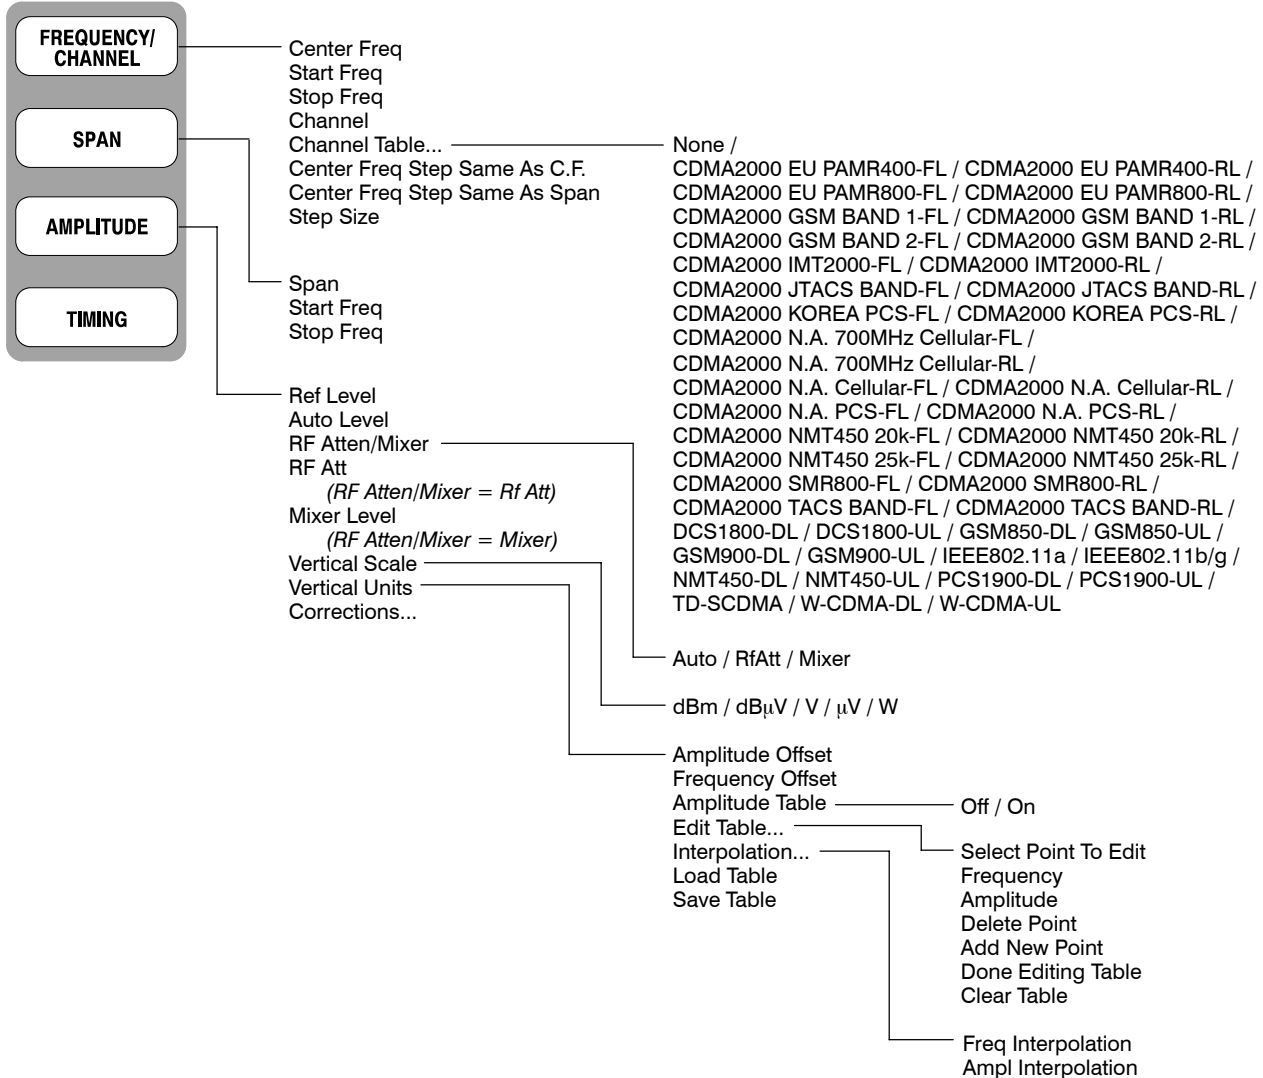 FREQUENCY/
CHANNEL
SPAN
AMPLITUDE
TIMING
Center Freq
Start Freq
Stop Freq
Channel
Channel Table...
Center Freq Step Same As C.F.
Center Freq Step Same As Span
Step Size
None /
CDMA2000 EU PAMR400-FL / CDMA2000 EU PAMR400-RL /
CDMA2000 EU PAMR800-FL / CDMA2000 EU PAMR800-RL /
CDMA2000 GSM BAND 1-FL / CDMA2000 GSM BAND 1-RL /
CDMA2000 GSM BAND 2-FL / CDMA2000 GSM BAND 2-RL /
CDMA2000 IMT2000-FL / CDMA2000 IMT2000-RL /
CDMA2000 JTACS BAND-FL / CDMA2000 JTACS BAND-RL /
CDMA2000 KOREA PCS-FL / CDMA2000 KOREA PCS-RL /
CDMA2000 N.A. 700MHz Cellular-FL /
CDMA2000 N.A. 700MHz Cellular-RL /
CDMA2000 N.A. Cellular-FL / CDMA2000 N.A. Cellular-RL /
CDMA2000 N.A. PCS-FL / CDMA2000 N.A. PCS-RL /
CDMA2000 NMT450 20k-FL / CDMA2000 NMT450 20k-RL /
CDMA2000 NMT450 25k-FL / CDMA2000 NMT450 25k-RL /
CDMA2000 SMR800-FL / CDMA2000 SMR800-RL /
CDMA2000 TACS BAND-FL / CDMA2000 TACS BAND-RL /
DCS1800-DL / DCS1800-UL / GSM850-DL / GSM850-UL /
GSM900-DL / GSM900-UL / IEEE802.11a / IEEE802.11b/g /
NMT450-DL / NMT450-UL / PCS1900-DL / PCS1900-UL /
TD-SCDMA / W-CDMA-DL / W-CDMA-UL
Span
Start Freq
Stop Freq
Ref Level
Auto Level
RF Atten/Mixer
RF Att
(RF Atten/Mixer = Rf Att)
Mixer Level
(RF Atten/Mixer = Mixer)
Vertical Scale
Vertical Units
Corrections...
Auto / RfAtt / Mixer
dBm / dBμV / V / μV / W
Amplitude Offset
Frequency Offset
Amplitude Table
Edit Table...
Interpolation...
Load Table
Save Table
Off / On
Select Point To Edit
Frequency
Amplitude
Delete Point
Add New Point
Done Editing Table
Clear Table
Freq Interpolation
Ampl Interpolation